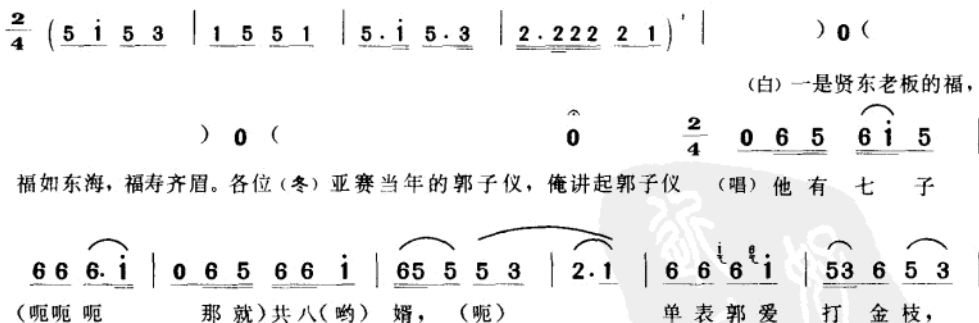 2/4 (5 i̇ 5 3 | 1 5 5 1 | 5·i̇ 5·3 | 2·222 2 1)' | ) 0 (
(白)一是贤东老板的福,
) 0 ( 0 2/4 0 6 5 6 i̇ 5 |
福如东海,福寿齐眉。各位(冬)亚赛当年的郭子仪,俺讲起郭子仪 (唱)他有七子
6 6 6·i̇ | 0 6 5 6 6 i̇ | 65 5 5 3 | 2·1 | 6 6 6 i̇ | 53 6 5 3 |
(呃呃呃 那就)共八(哟)婿,(呃) 单表郭爱打金枝,